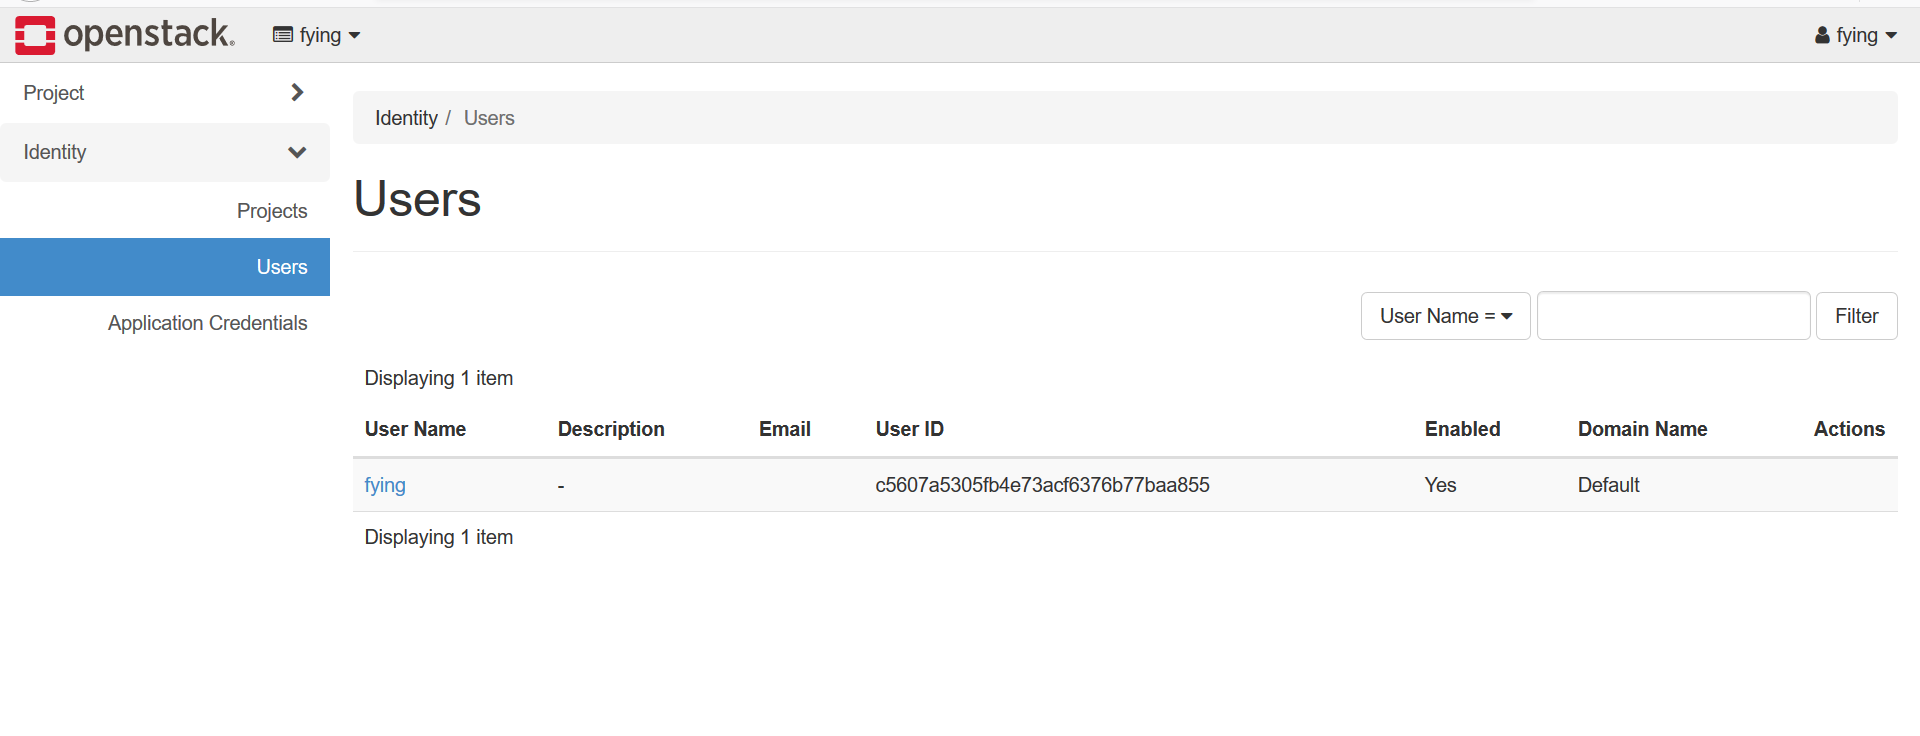 openstack. fying fying
Project
Identity
Projects
Users
Application Credentials
Identity / Users
Users
User Name = Filter
Displaying 1 item
User Name Description Email User ID Enabled Domain Name Actions
fying - c5607a5305fb4e73acf6376b77baa855 Yes Default
Displaying 1 item